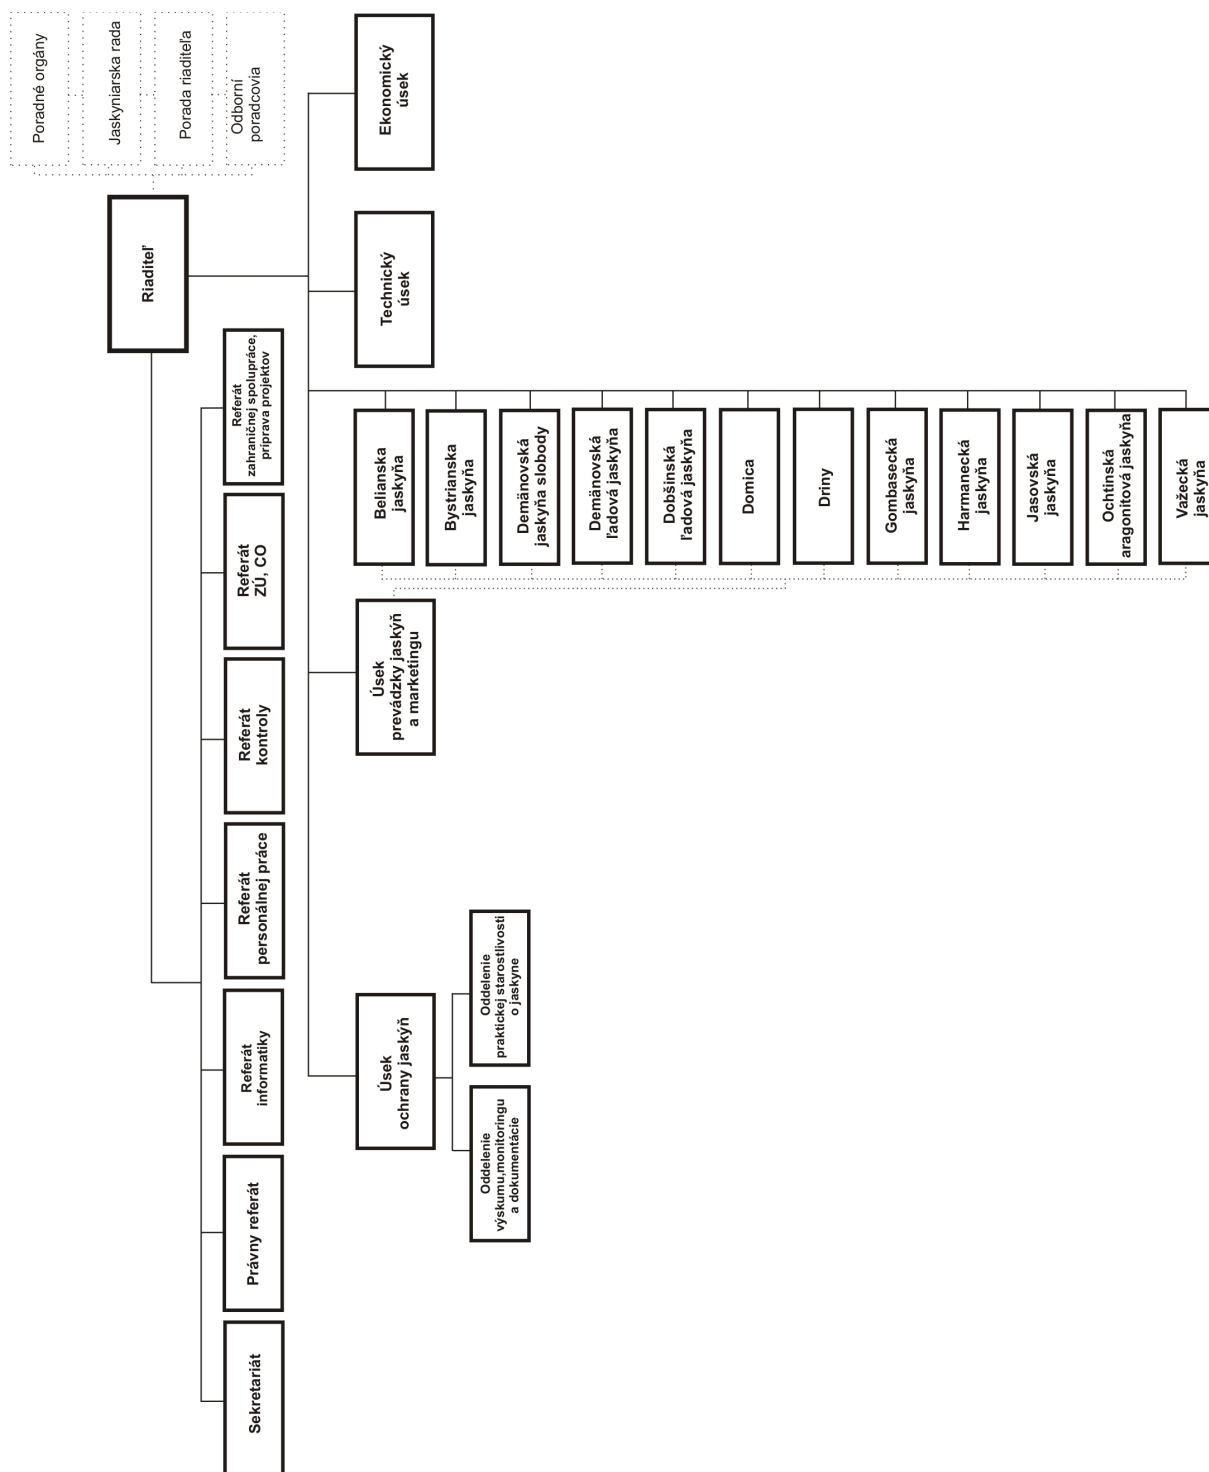 Poradné orgány
Jaskyniarska rada
Porada riaditeľa
Odborní
poradcovia
Riaditeľ
Sekretariát
Právny referát
Referát
informatiky
Referát
personálnej práce
Referát
kontroly
Referát
ZÚ, CO
Referát
zahraničnej spolupráce,
príprava projektov
Úsek
ochrany jaskýň
Úsek
prevádzky jaskýň
a marketingu
Technický
úsek
Ekonomický
úsek
Oddelenie
výskumu,monitoringu
a dokumentácie
Oddelenie
praktickej starostlivosti
o jaskyne
Belianska
jaskyňa
Bystrianska
jaskyňa
Demänovská
jaskyňa slobody
Demänovská
ľadová jaskyňa
Dobšinská
ľadová jaskyňa
Domica
Driny
Gombasecká
jaskyňa
Harmanecká
jaskyňa
Jasovská
jaskyňa
Ochtinská
aragonitová jaskyňa
Važecká
jaskyňa